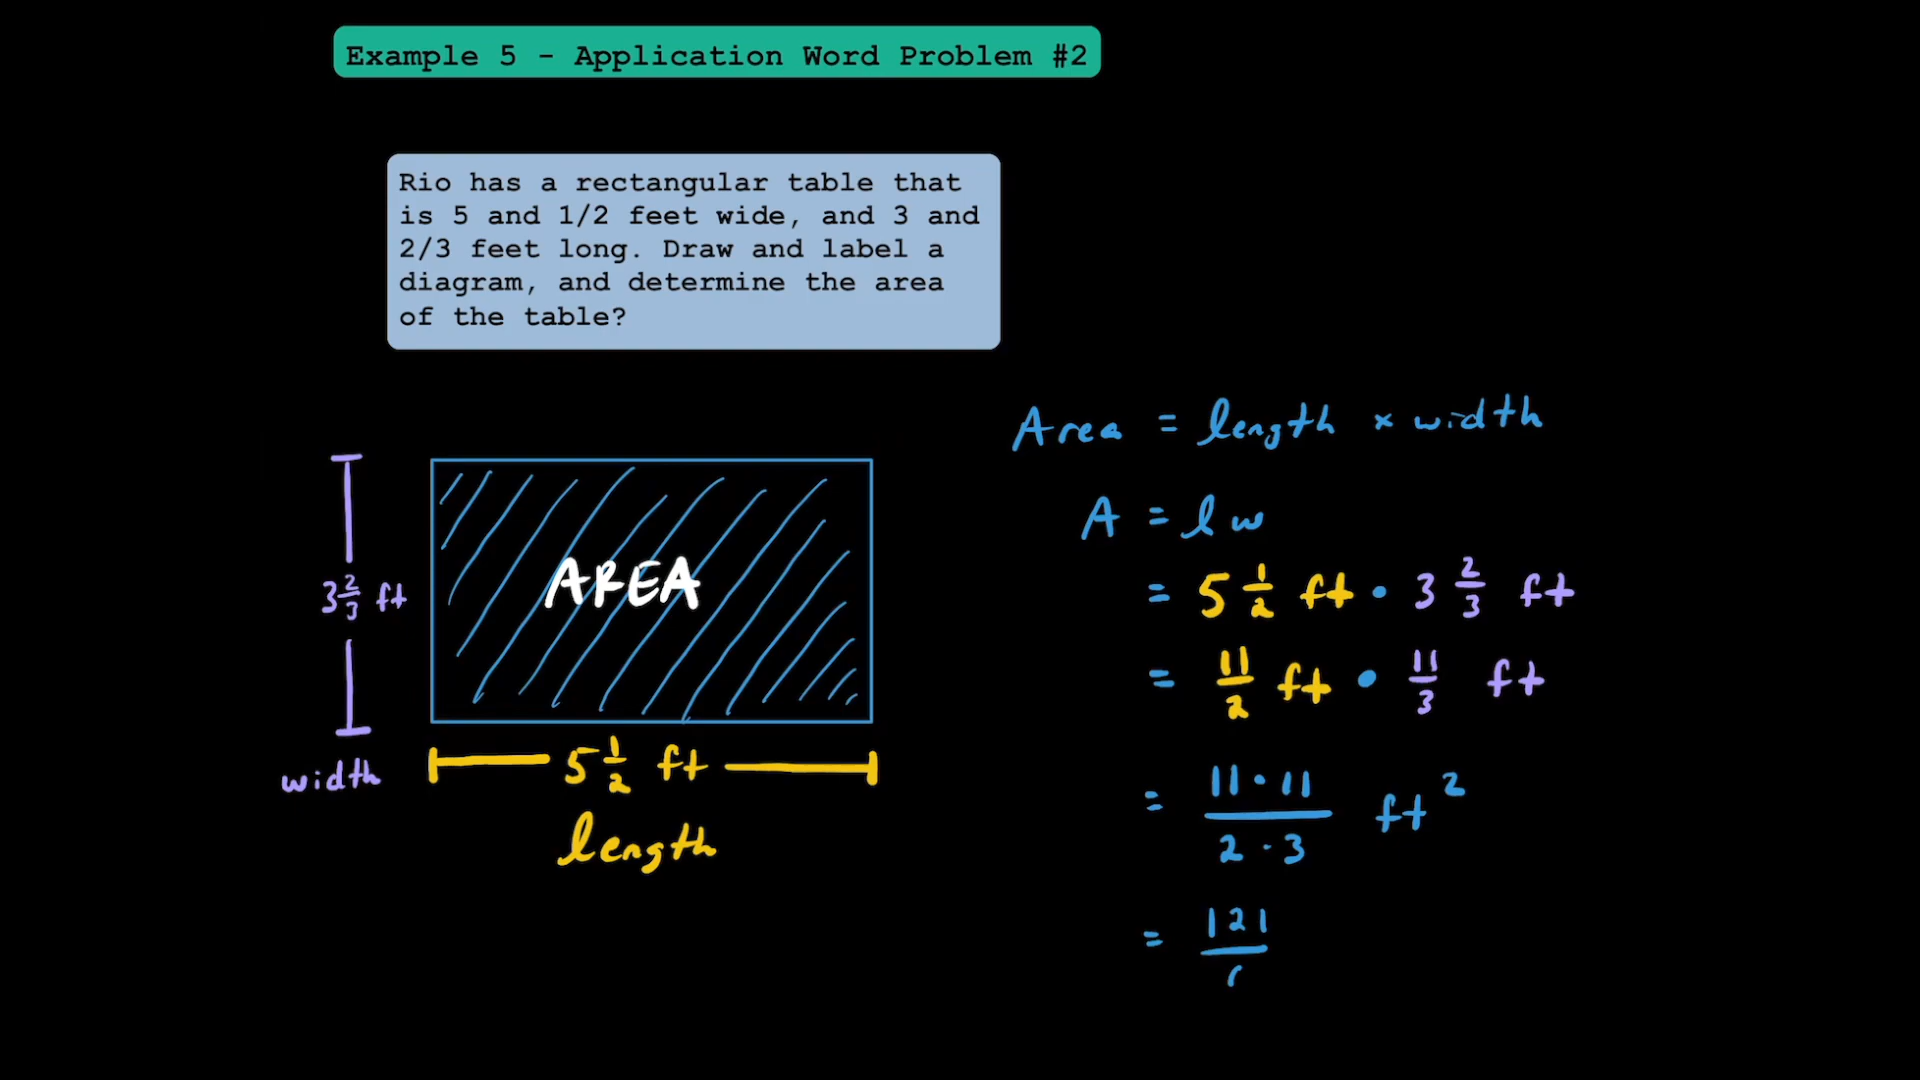 Example 5 - Application Word Problem #2
Rio has a rectangular table that
is 5 and 1/2 feet wide, and 3 and
2/3 feet long. Draw and label a
diagram, and determine the area
of the table?
Area = length × width
A = l w
= 5 1/2 ft · 3 2/3 ft
= 11/2 ft · 11/3 ft
= 11 · 11 / 2 · 3 ft²
= 121/
AREA
3 2/3 ft
width
5 1/2 ft
length